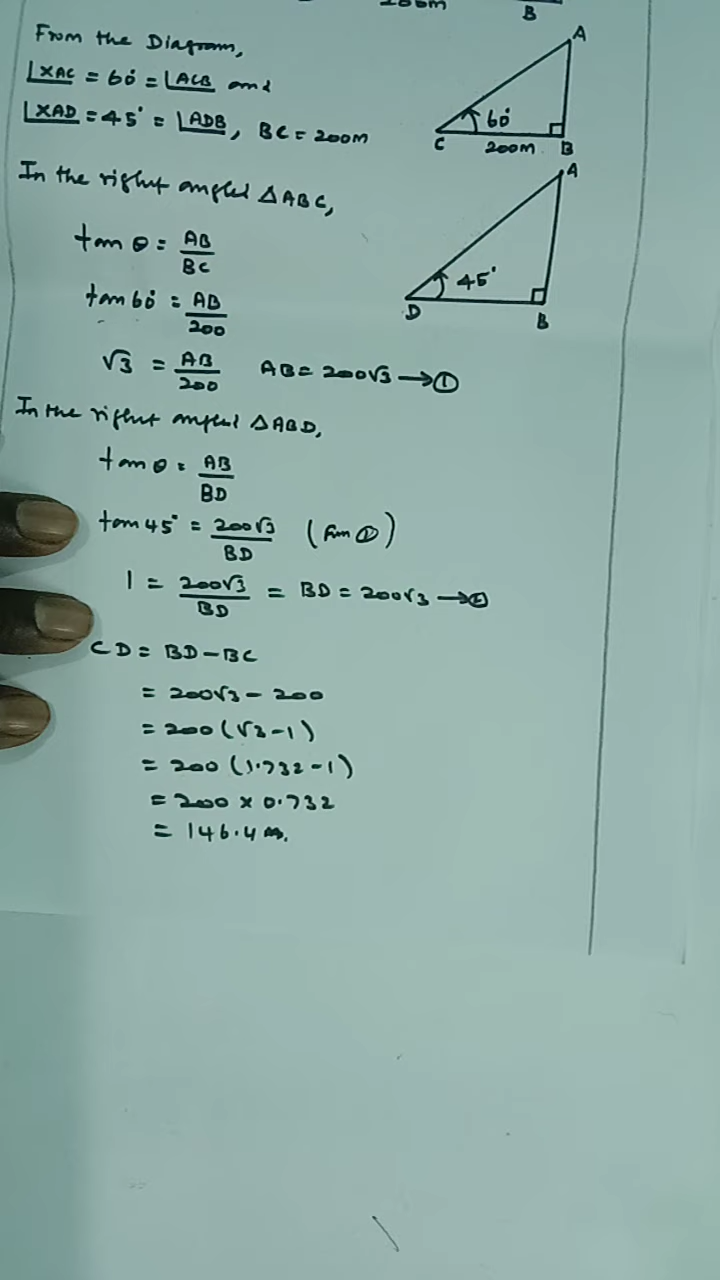 200m
B
From the Diagram,
∠XAC = 60° = ∠ACB and
∠XAD = 45° = ∠ADB, BC = 200m
A
60°
C
200m
B
In the right angled ΔABC,
tan θ = AB/BC
tan 60° = AB/200
√3 = AB/200 AB = 200√3 → ①
A
45°
D
B
In the right angled ΔABD,
tan θ = AB/BD
tan 45° = 200√3/BD (from ①)
1 = 200√3/BD = BD = 200√3 → ②
CD = BD - BC
= 200√3 - 200
= 200(√3-1)
= 200(1.732-1)
= 200 × 0.732
= 146.4m.